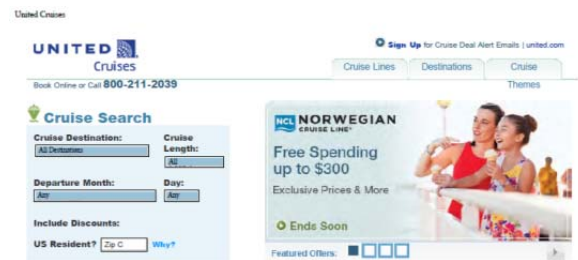 United Cruises
UNITED
Cruises
Sign Up for Cruise Deal Alert Emails | united.com
Cruise Lines
Destinations
Cruise
Themes
Book Online or Call 800-211-2039
Cruise Search
Cruise Destination:
All Destinations
Cruise
Length:
All
Departure Month:
Any
Day:
Any
Include Discounts:
US Resident?
Zip C
Why?
NCL NORWEGIAN
CRUISE LINE®
Free Spending
up to $300
Exclusive Prices & More
Ends Soon
Featured Offers: